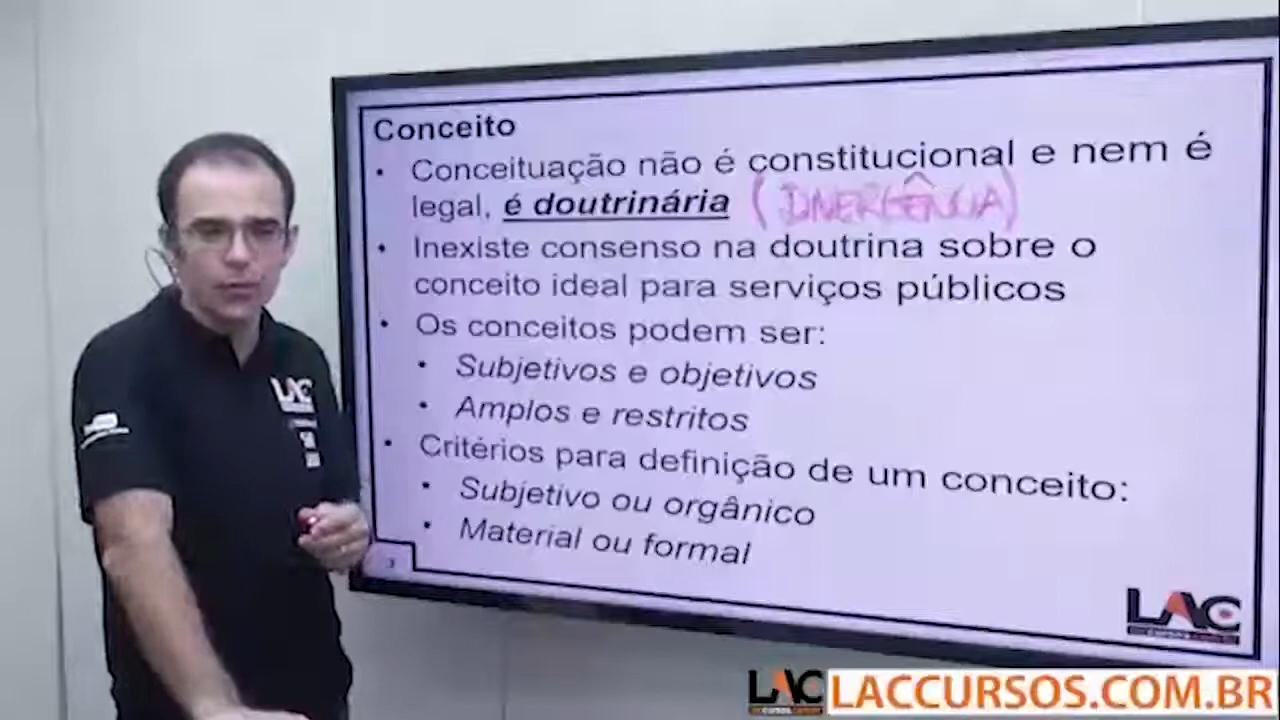 Conceito
• Conceituação não é constitucional e nem é
legal, é doutrinária (DIVERGÊNCIA)
• Inexiste consenso na doutrina sobre o
conceito ideal para serviços públicos
• Os conceitos podem ser:
• Subjetivos e objetivos
• Amplos e restritos
• Critérios para definição de um conceito:
• Subjetivo ou orgânico
• Material ou formal
3
LAC
LAC
LAC
LACCURSOS.COM.BR